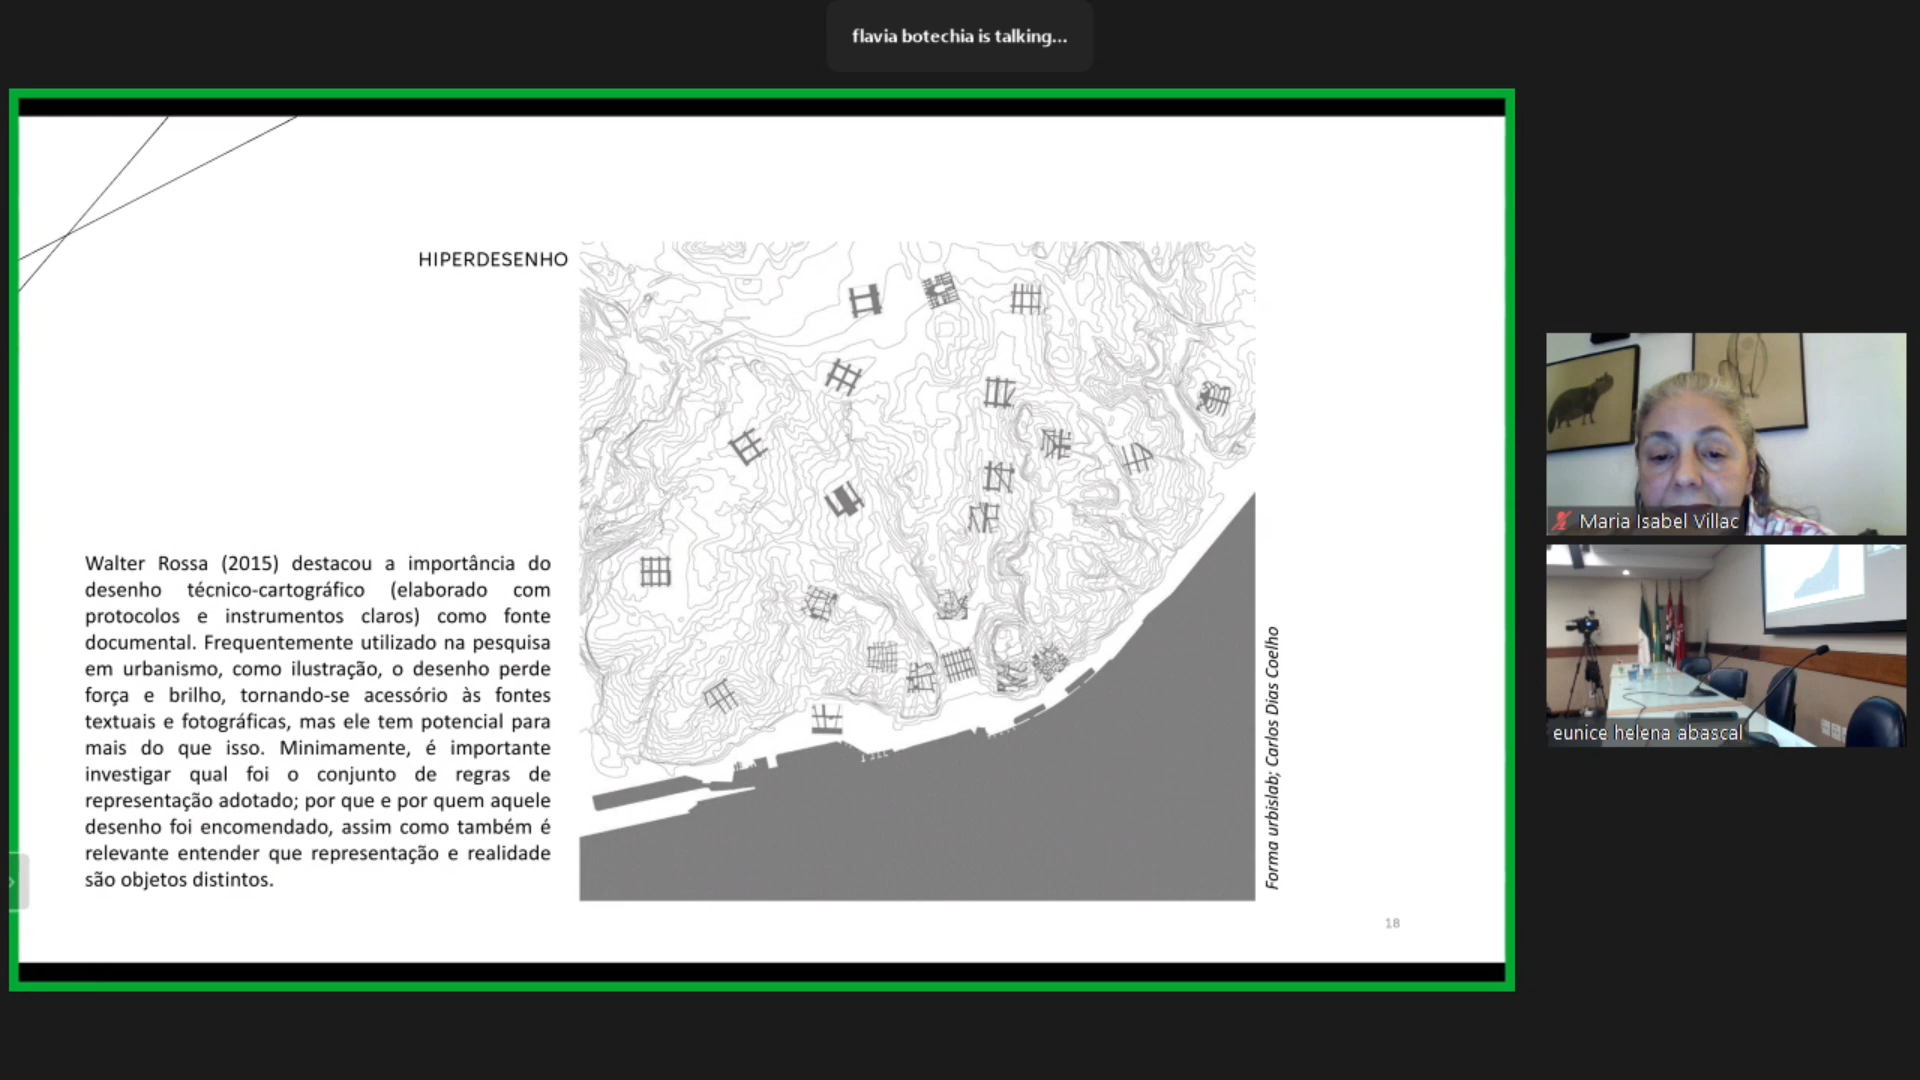 flavia botechia is talking...
HIPERDESENHO
Walter Rossa (2015) destacou a importância do
desenho técnico-cartográfico (elaborado com
protocolos e instrumentos claros) como fonte
documental. Frequentemente utilizado na pesquisa
em urbanismo, como ilustração, o desenho perde
força e brilho, tornando-se acessório às fontes
textuais e fotográficas, mas ele tem potencial para
mais do que isso. Minimamente, é importante
investigar qual foi o conjunto de regras de
representação adotado; por que e por quem aquele
desenho foi encomendado, assim como também é
relevante entender que representação e realidade
são objetos distintos.
Forma urbislab; Carlos Dias Coelho
18
Maria Isabel Villac
eunice helena abascal